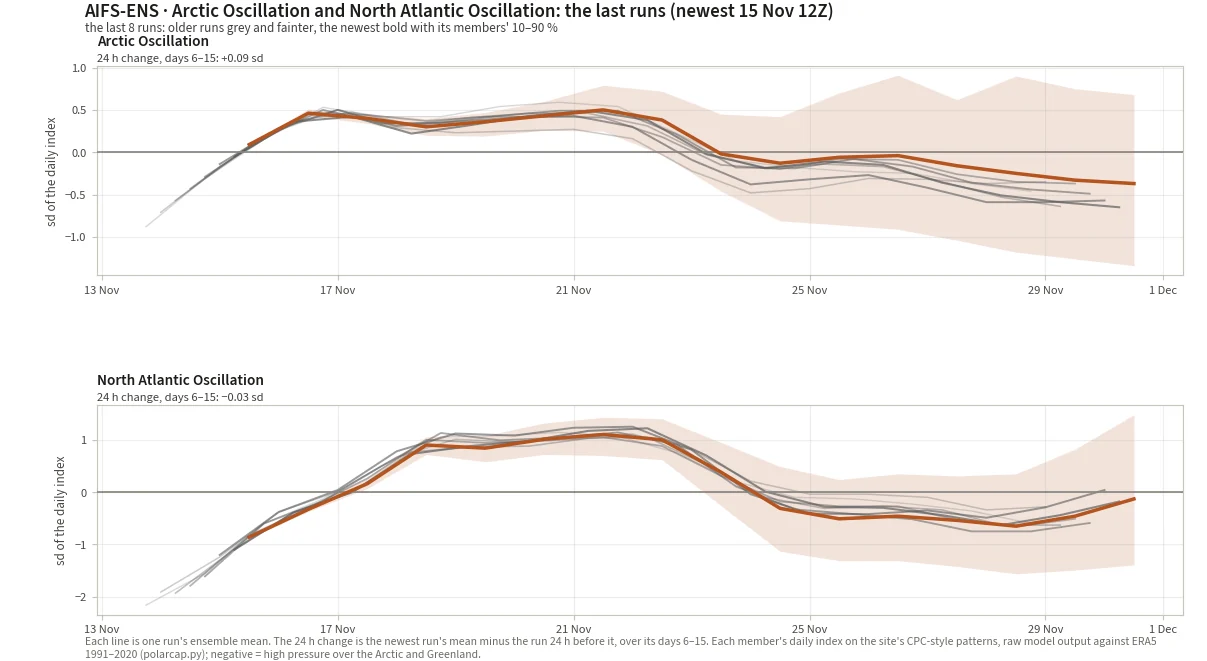 AIFS-ENS · Arctic Oscillation and North Atlantic Oscillation: the last runs (newest 15 Nov 12Z)
the last 8 runs: older runs grey and fainter, the newest bold with its members' 10–90 %
Arctic Oscillation
24 h change, days 6–15: +0.09 sd
1.0
0.5
0.0
−0.5
−1.0
sd of the daily index
13 Nov
17 Nov
21 Nov
25 Nov
29 Nov
1 Dec
North Atlantic Oscillation
24 h change, days 6–15: −0.03 sd
1
0
−1
−2
sd of the daily index
13 Nov
17 Nov
21 Nov
25 Nov
29 Nov
1 Dec
Each line is one run's ensemble mean. The 24 h change is the newest run's mean minus the run 24 h before it, over its days 6–15. Each member's daily index on the site's CPC-style patterns, raw model output against ERA5
1991–2020 (polarcap.py); negative = high pressure over the Arctic and Greenland.